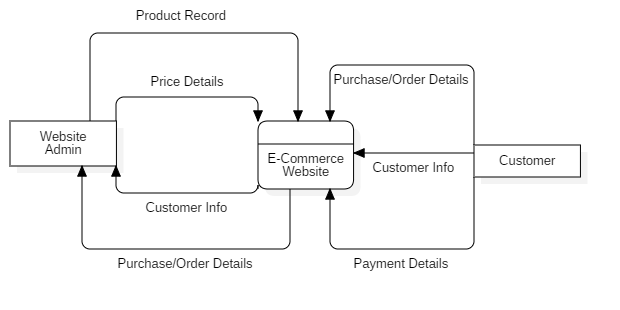 Product Record
Price Details
Purchase/Order Details
Website
Admin
E-Commerce
Website
Customer
Customer Info
Customer Info
Purchase/Order Details
Payment Details